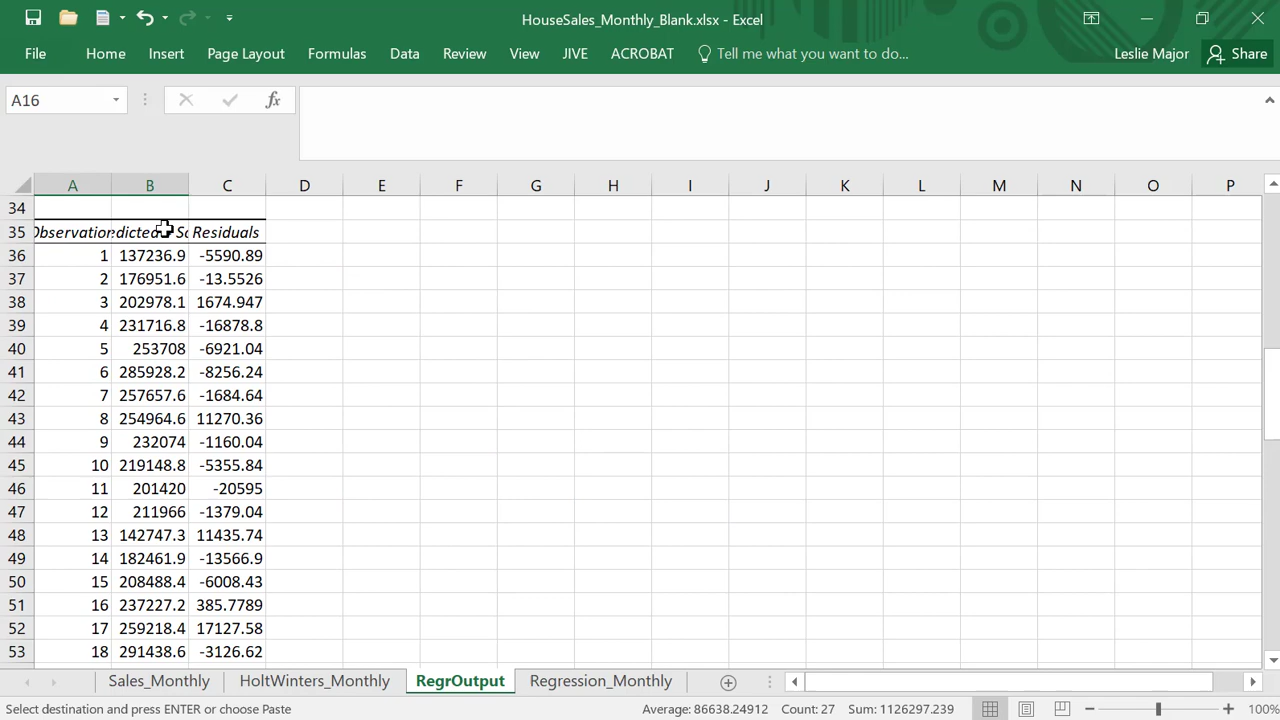 HouseSales_Monthly_Blank.xlsx - Excel
File Home Insert Page Layout Formulas Data Review View JIVE ACROBAT Tell me what you want to do... Leslie Major Share
A16 fx
A B C D E F G H I J K L M N O P
34
35 Observation Residuals
36 1 137236.9 -5590.89
37 2 176951.6 -13.5526
38 3 202978.1 1674.947
39 4 231716.8 -16878.8
40 5 253708 -6921.04
41 6 285928.2 -8256.24
42 7 257657.6 -1684.64
43 8 254964.6 11270.36
44 9 232074 -1160.04
45 10 219148.8 -5355.84
46 11 201420 -20595
47 12 211966 -1379.04
48 13 142747.3 11435.74
49 14 182461.9 -13566.9
50 15 208488.4 -6008.43
51 16 237227.2 385.7789
52 17 259218.4 17127.58
53 18 291438.6 -3126.62
Sales_Monthly HoltWinters_Monthly RegrOutput Regression_Monthly
Select destination and press ENTER or choose Paste Average: 86638.24912 Count: 27 Sum: 1126297.239 100%